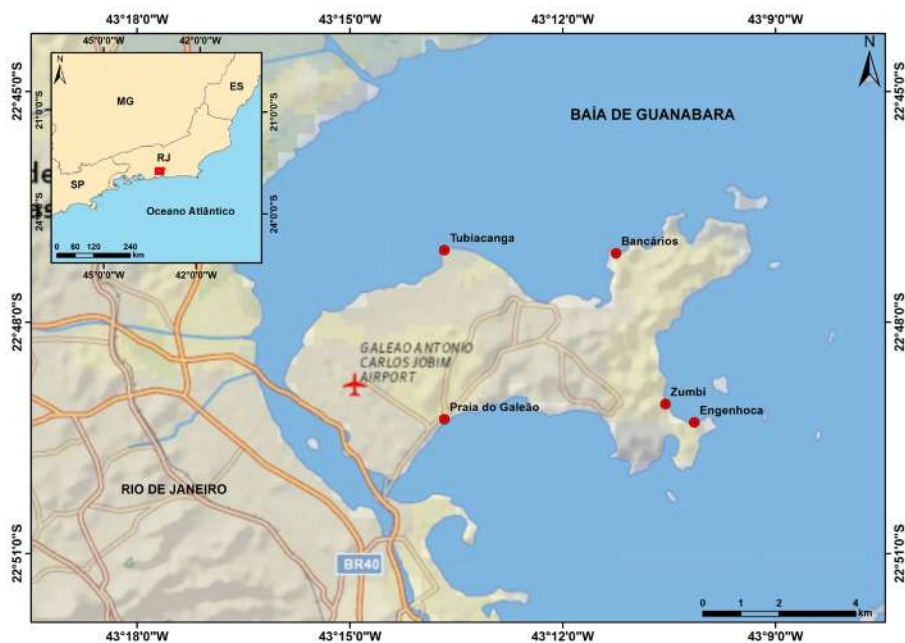 43°18'0"W 43°15'0"W 43°12'0"W 43°9'0"W
45°0'0"W 42°0'0"W
N
N
22°45'0"S
22°45'0"S
ES
MG
21°0'0"S
21°0'0"S
BAÍA DE GUANABARA
RJ
SP
24°0'0"S
24°0'0"S
Oceano Atlântico
0 60 120 240
km
45°0'0"W 42°0'0"W
Tubiacanga
Bancários
22°48'0"S
22°48'0"S
GALEAO ANTONIO
CARLOS JOBIM
AIRPORT
Praia do Galeão
Zumbi
Engenhoca
RIO DE JANEIRO
22°51'0"S
22°51'0"S
BR40
0 1 2 4
km
43°18'0"W 43°15'0"W 43°12'0"W 43°9'0"W